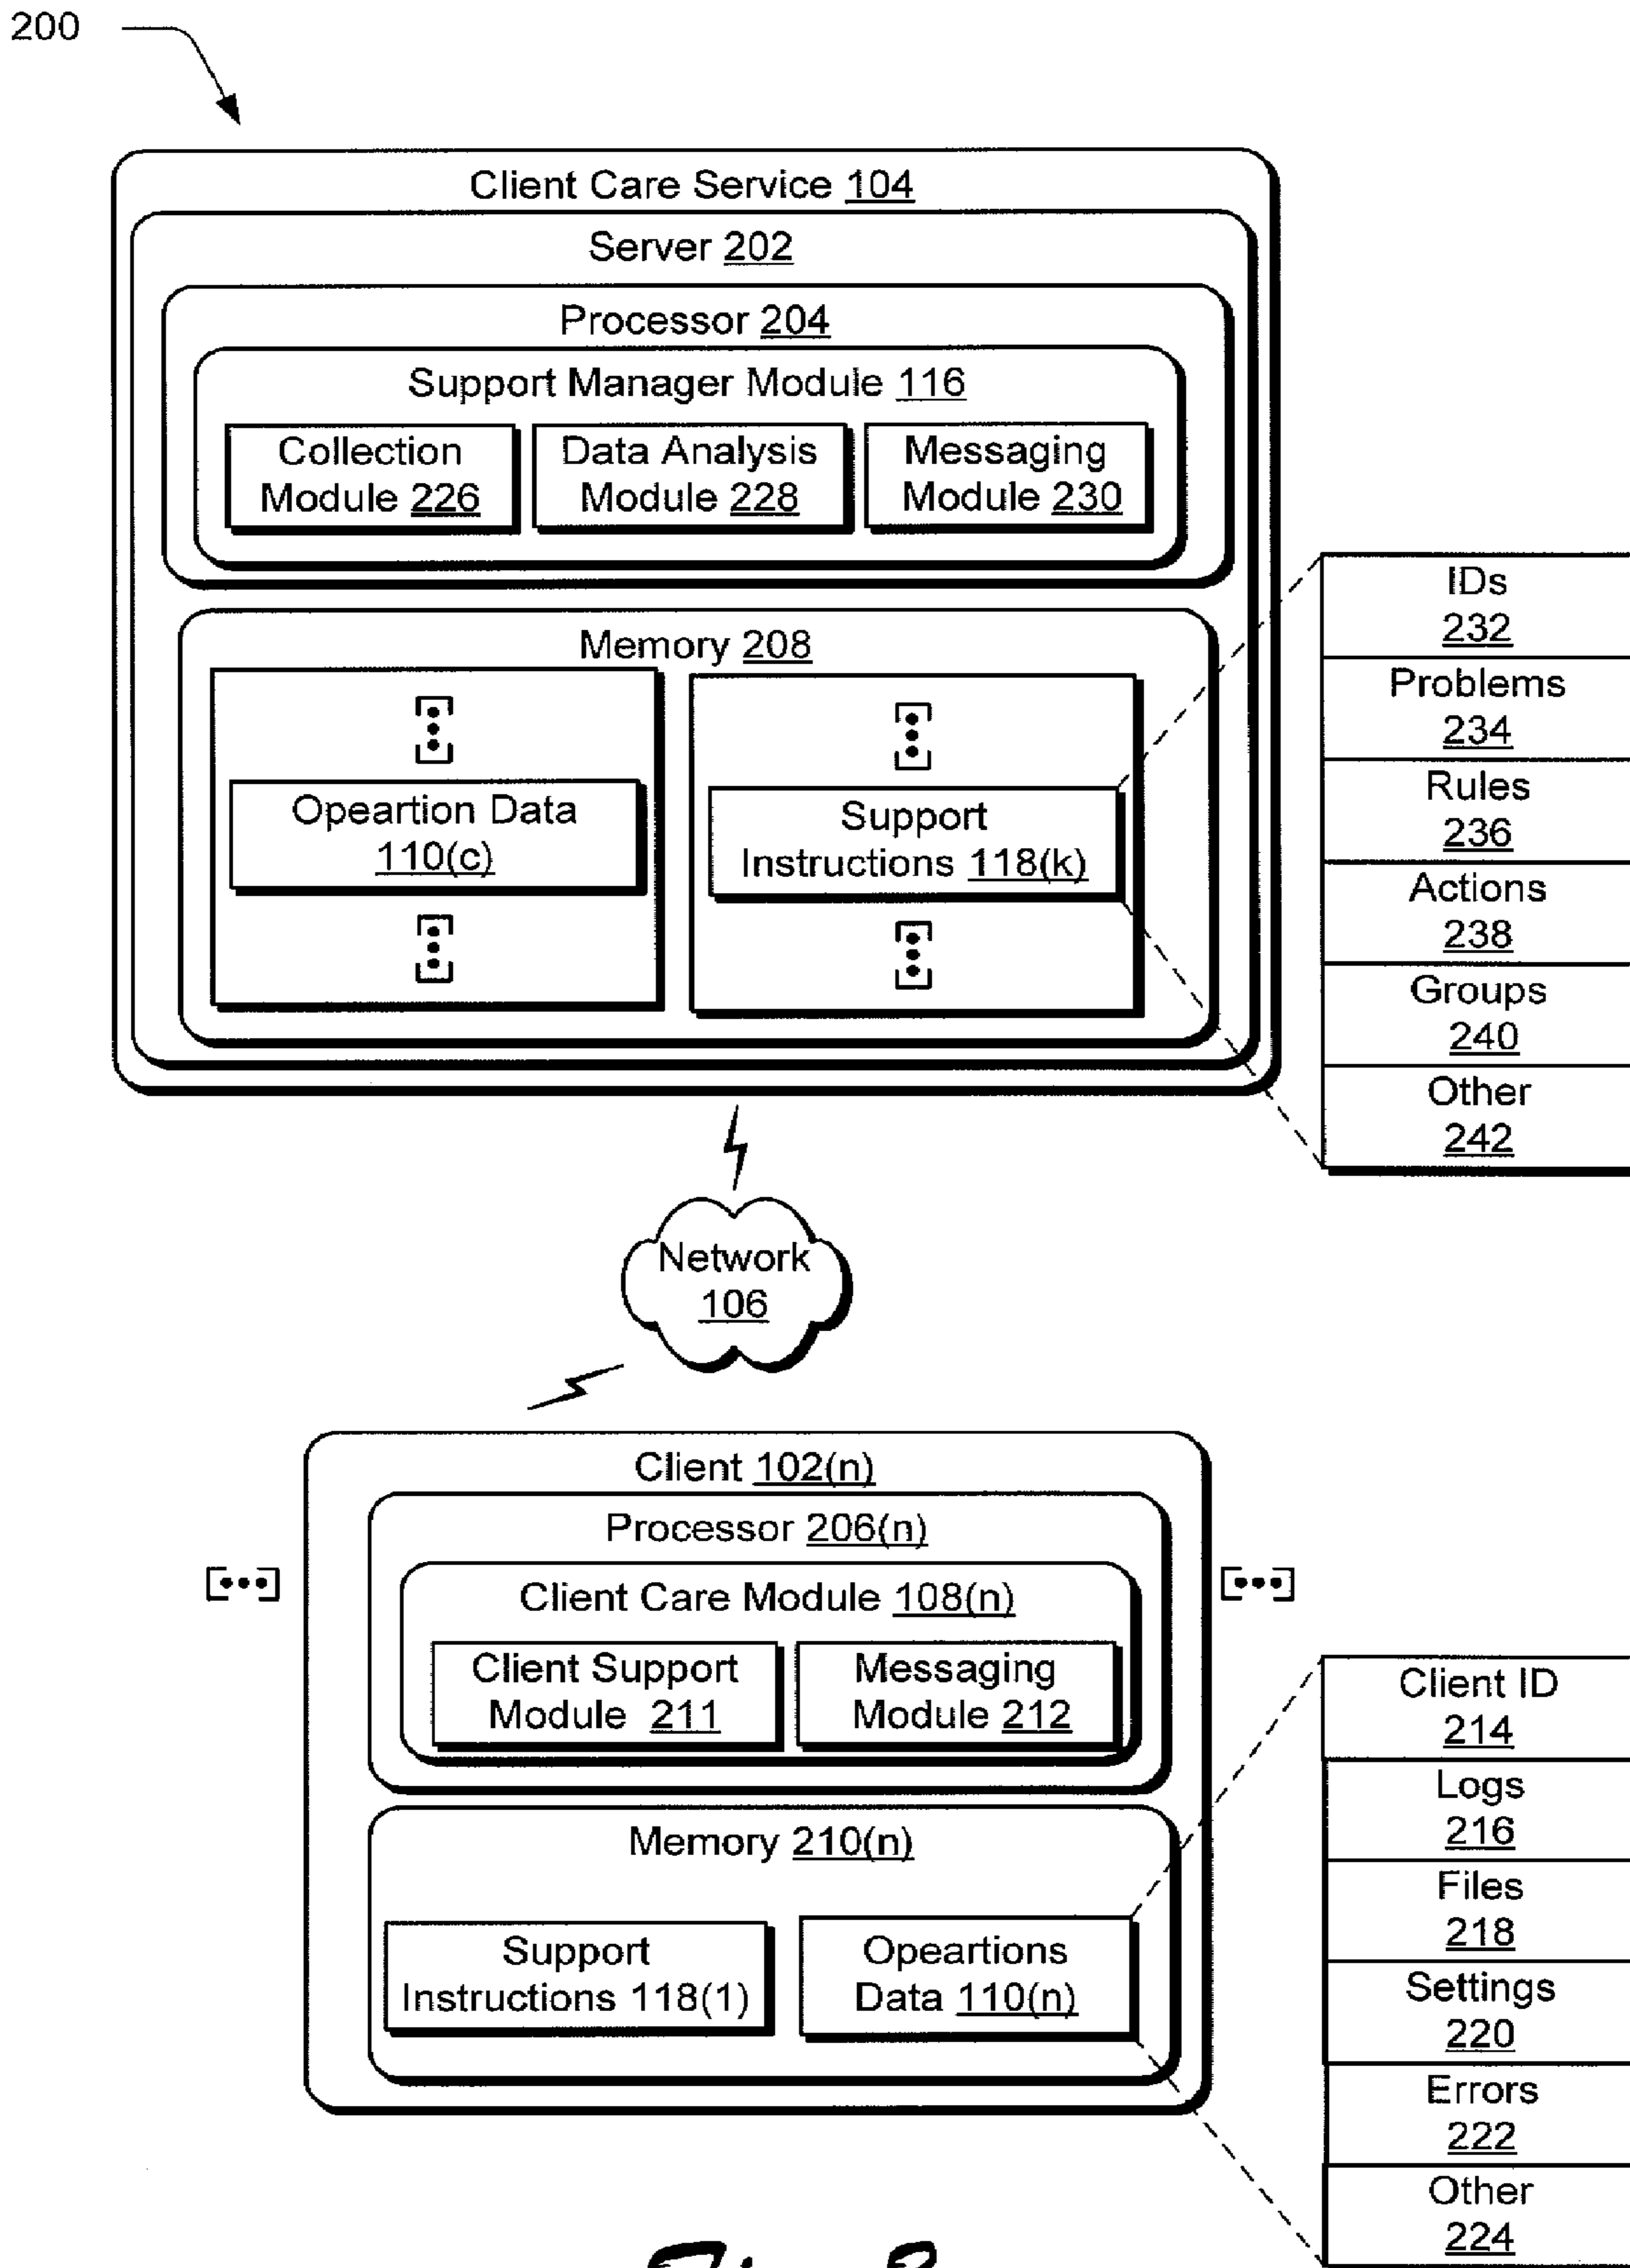 200
Client Care Service 104
Server 202
Processor 204
Support Manager Module 116
Collection
Module 226
Data Analysis
Module 228
Messaging
Module 230
Memory 208
Opeartion Data
110(c)
Support
Instructions 118(k)
IDs
232
Problems
234
Rules
236
Actions
238
Groups
240
Other
242
Network
106
Client 102(n)
Processor 206(n)
Client Care Module 108(n)
Client Support
Module 211
Messaging
Module 212
Memory 210(n)
Support
Instructions 118(1)
Opeartions
Data 110(n)
Client ID
214
Logs
216
Files
218
Settings
220
Errors
222
Other
224